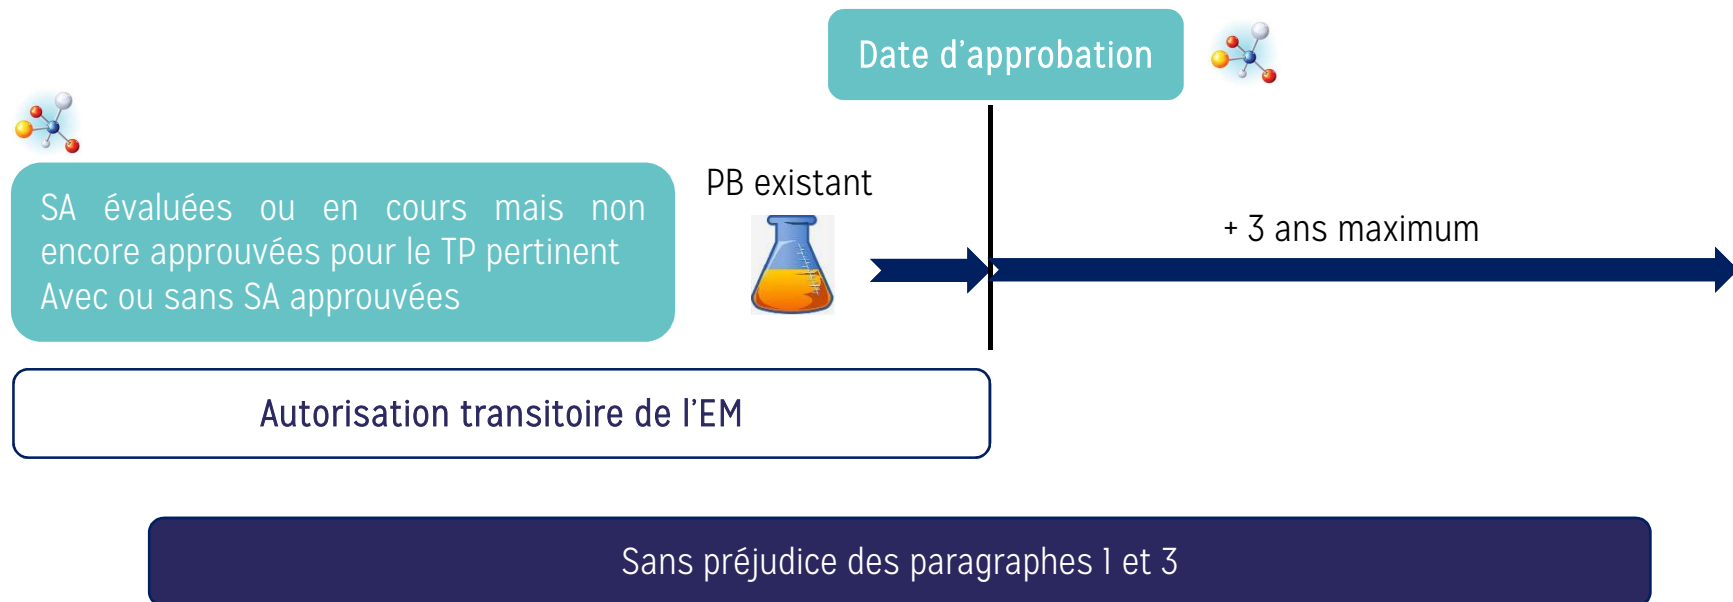 Date d'approbation
SA évaluées ou en cours mais non
encore approuvées pour le TP pertinent
Avec ou sans SA approuvées
PB existant
+ 3 ans maximum
Autorisation transitoire de l'EM
Sans préjudice des paragraphes 1 et 3